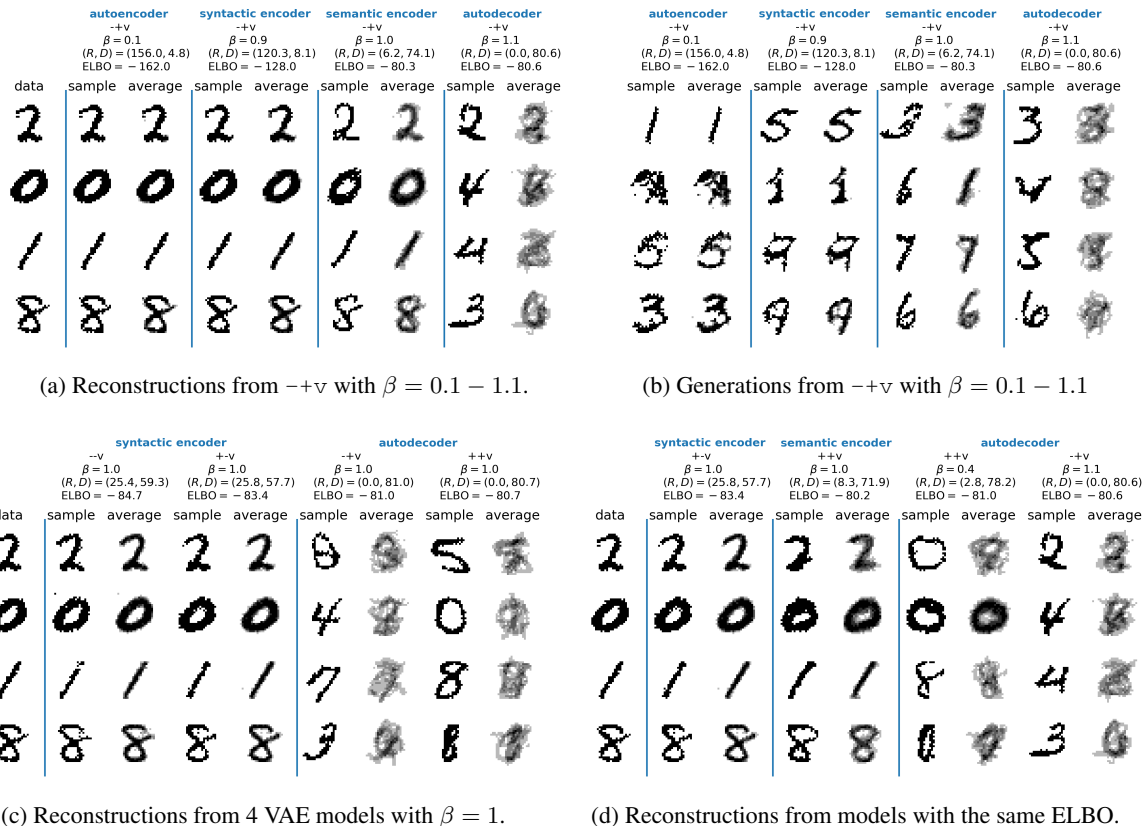 autoencoder syntactic encoder semantic encoder autodecoder
-+v -+v -+v -+v
β = 0.1 β = 0.9 β = 1.0 β = 1.1
(R, D) = (156.0, 4.8) (R, D) = (120.3, 8.1) (R, D) = (6.2, 74.1) (R, D) = (0.0, 80.6)
ELBO = −162.0 ELBO = −128.0 ELBO = −80.3 ELBO = −80.6
data sample average sample average sample average sample average
(a) Reconstructions from -+v with β = 0.1 − 1.1.
autoencoder syntactic encoder semantic encoder autodecoder
-+v -+v -+v -+v
β = 0.1 β = 0.9 β = 1.0 β = 1.1
(R, D) = (156.0, 4.8) (R, D) = (120.3, 8.1) (R, D) = (6.2, 74.1) (R, D) = (0.0, 80.6)
ELBO = −162.0 ELBO = −128.0 ELBO = −80.3 ELBO = −80.6
sample average sample average sample average sample average
(b) Generations from -+v with β = 0.1 − 1.1
syntactic encoder autodecoder
--v +-v -+v ++v
β = 1.0 β = 1.0 β = 1.0 β = 1.0
(R, D) = (25.4, 59.3) (R, D) = (25.8, 57.7) (R, D) = (0.0, 81.0) (R, D) = (0.0, 80.7)
ELBO = −84.7 ELBO = −83.4 ELBO = −81.0 ELBO = −80.7
data sample average sample average sample average sample average
(c) Reconstructions from 4 VAE models with β = 1.
syntactic encoder semantic encoder autodecoder
+-v ++v ++v -+v
β = 1.0 β = 1.0 β = 0.4 β = 1.1
(R, D) = (25.8, 57.7) (R, D) = (8.3, 71.9) (R, D) = (2.8, 78.2) (R, D) = (0.0, 80.6)
ELBO = −83.4 ELBO = −80.2 ELBO = −81.0 ELBO = −80.6
data sample average sample average sample average sample average
(d) Reconstructions from models with the same ELBO.